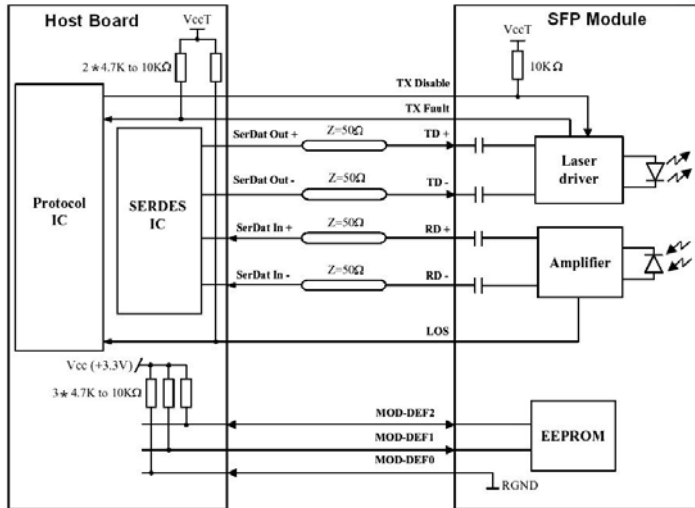 Host Board
SFP Module
VccT
VccT
2*4.7K to 10KΩ
10KΩ
TX Disable
TX Fault
SerDat Out +
Z=50Ω
TD +
SerDat Out -
Z=50Ω
TD -
Laser
driver
Protocol
IC
SERDES
IC
SerDat In +
Z=50Ω
RD +
SerDat In -
Z=50Ω
RD -
Amplifier
LOS
Vcc (+3.3V)
3*4.7K to 10KΩ
MOD-DEF2
MOD-DEF1
MOD-DEF0
EEPROM
RGND